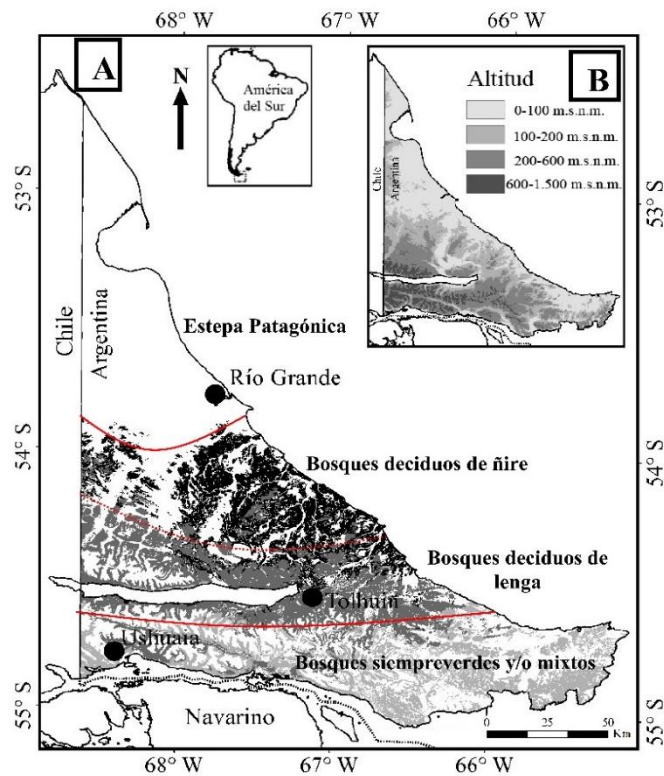 68° W
67° W
66° W
A
N
América
del Sur
B
Altitud
0-100 m.s.n.m.
100-200 m.s.n.m.
200-600 m.s.n.m.
600-1.500 m.s.n.m.
Chile
Argentina
53° S
53° S
Chile
Argentina
Estepa Patagónica
Río Grande
54° S
54° S
Bosques deciduos de ñire
Bosques deciduos de
lenga
Tolhuin
Ushuaia
Bosques siempreverdes y/o mixtos
Navarino
0
25
50
Km
55° S
55° S
68° W
67° W
66° W